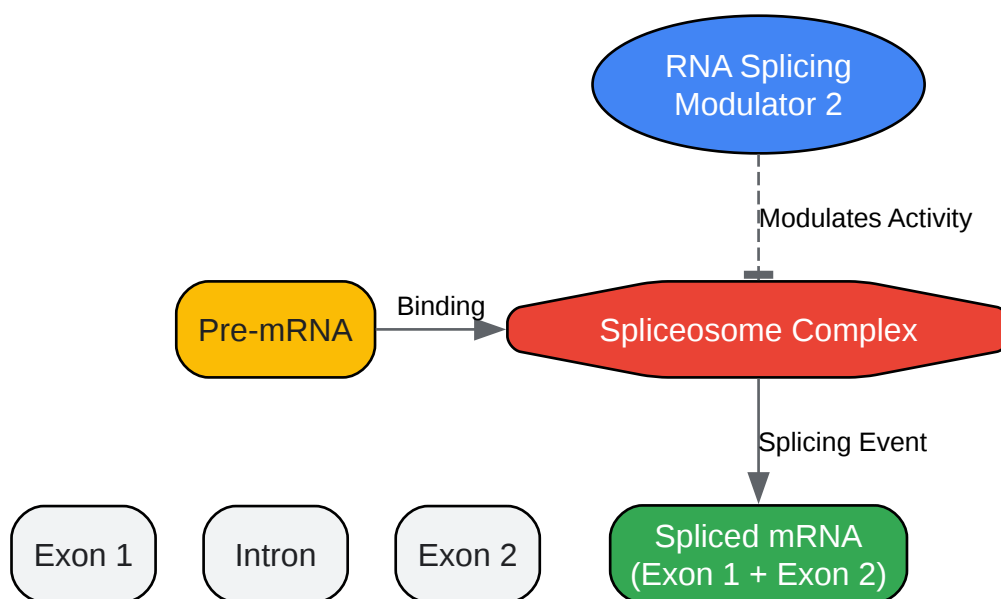 RNA Splicing
Modulator 2
Modulates Activity
Pre-mRNA
Binding
Spliceosome Complex
Splicing Event
Exon 1
Intron
Exon 2
Spliced mRNA
(Exon 1 + Exon 2)